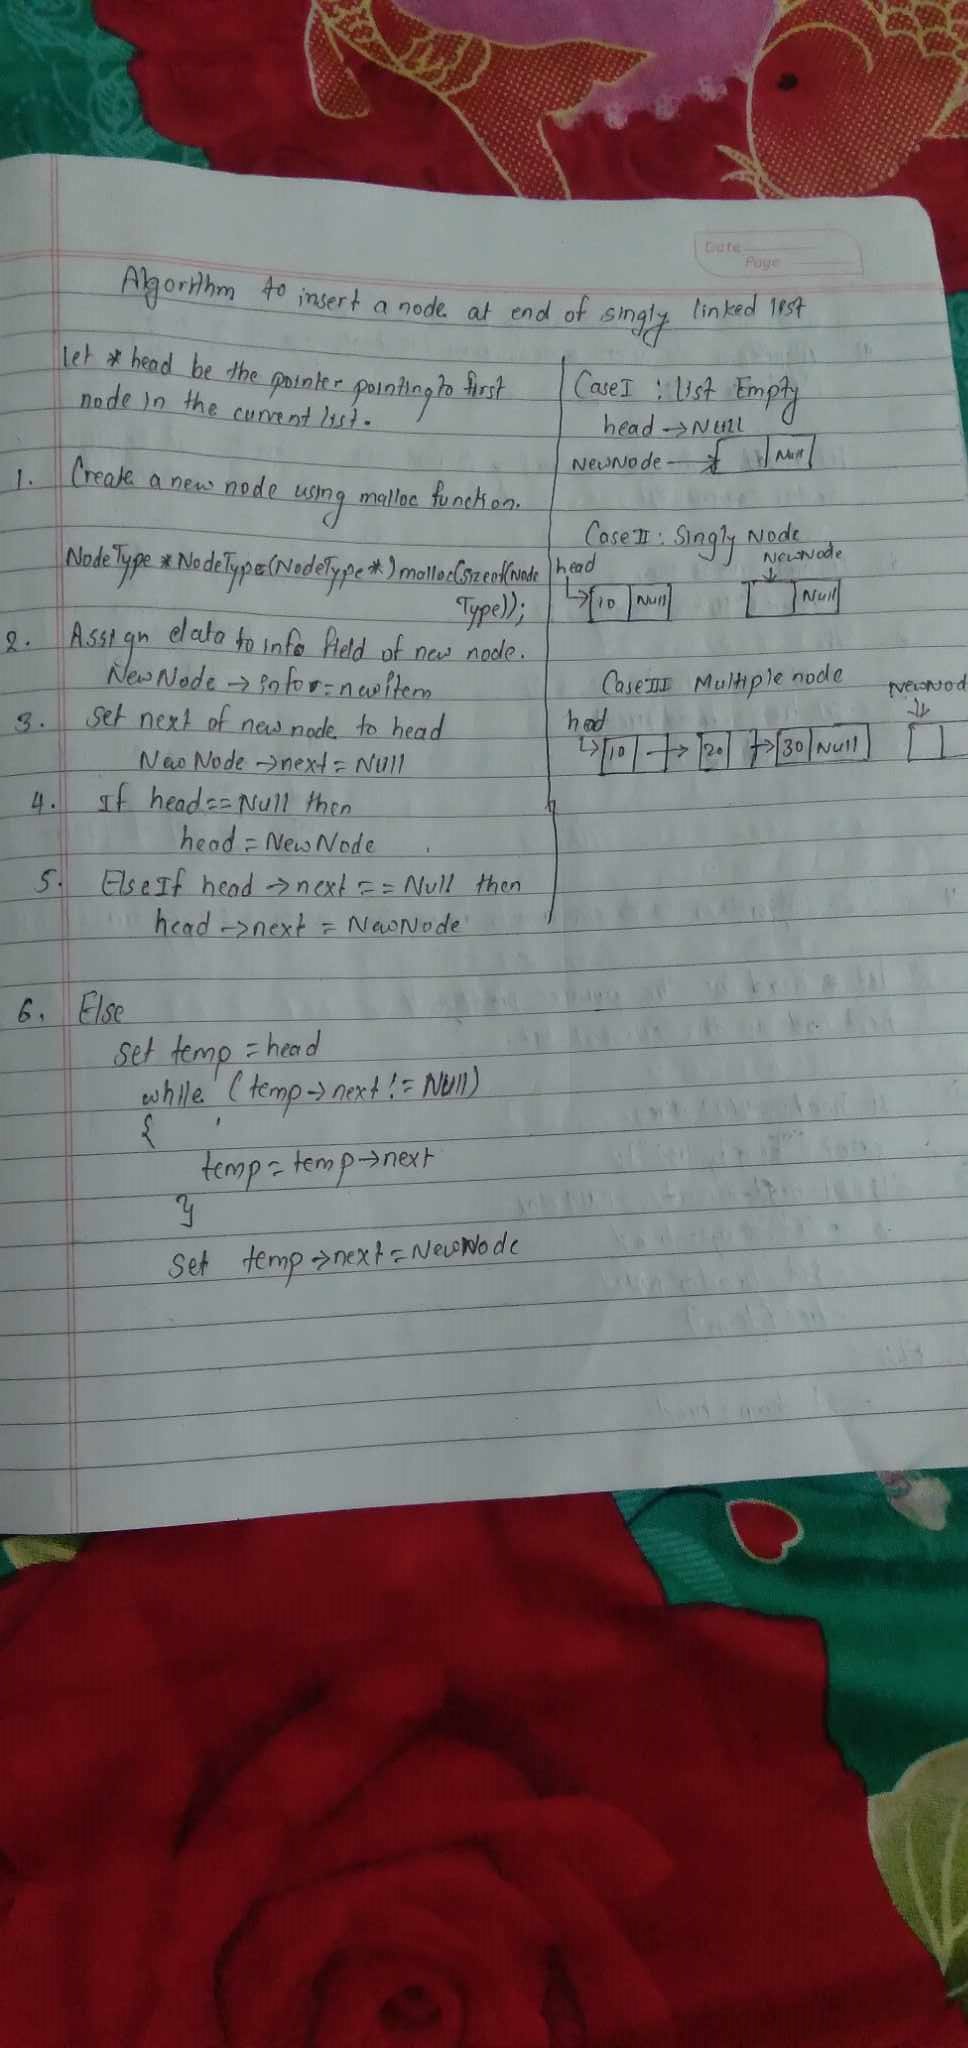 Date
Page
Algorithm to insert a node at end of singly linked list
Let * head be the pointer pointing to first
node in the current list.
1. Create a new node using malloc function.
NodeType *NodeType=(NodeType*) malloc(sizeof(Node
Type));
2. Assign data to info field of new node.
NewNode → info = newitem
3. Set next of new node to head
New Node → next = NULL
4. If head == Null then
head = NewNode
5. Else If head → next == Null then
head → next = NewNode
Case I : List Empty
head → NULL
NewNode → Null
Case II : Singly Node
NewNode
head
10 Null Null
Case III Multiple node
NewNod
head
10 → 20 → 30 Null
6. Else
set temp = head
while (temp → next != Null)
{
temp = temp → next
}
Set temp → next = NewNode